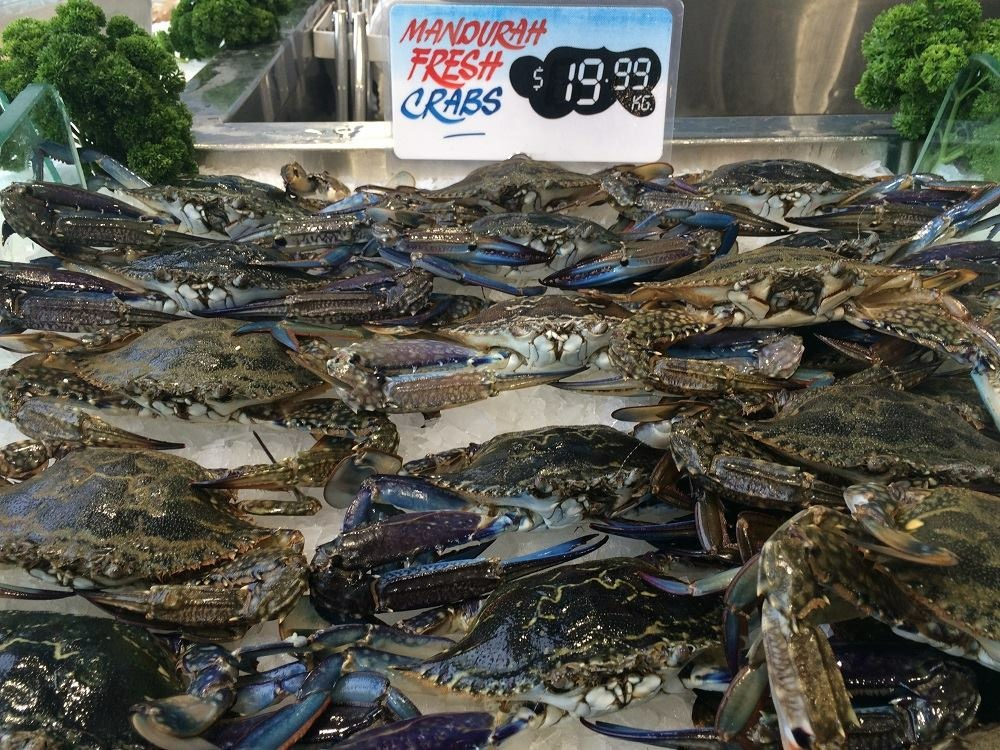 MANDURAH
FRESH
CRABS
$ 19.99
KG.